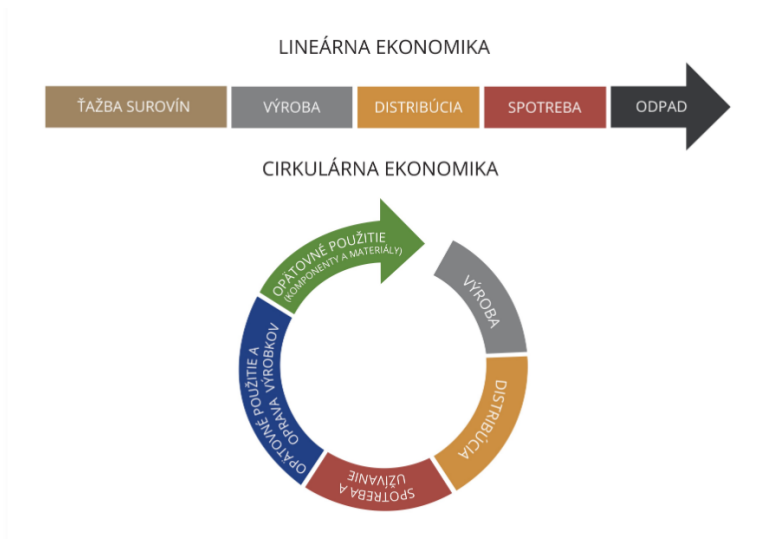 LINEÁRNA EKONOMIKA
ŤAŽBA SUROVÍN
VÝROBA
DISTRIBÚCIA
SPOTREBA
ODPAD
CIRKULÁRNA EKONOMIKA
OPÄTOVNÉ POUŽITIE
(KOMPONENTY A MATERIÁLY)
VÝROBA
DISTRIBÚCIA
SPOTREBA A
UŽÍVANIE
OPÄTOVNÉ POUŽITIE A
OPRAVA VÝROBKOV